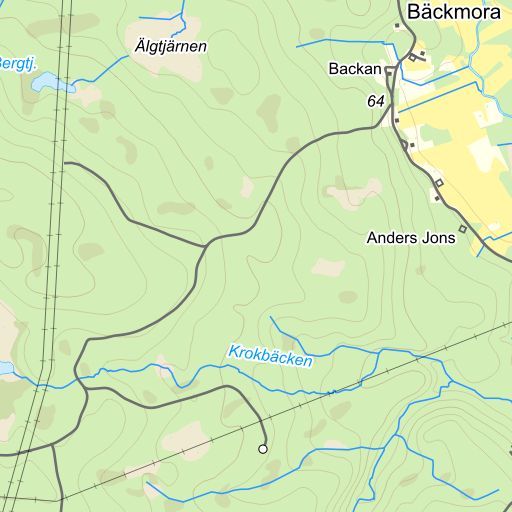 Bäckmora
Älgtjärnen
Bergtj.
Backan
64
Anders Jons
Krokbäcken